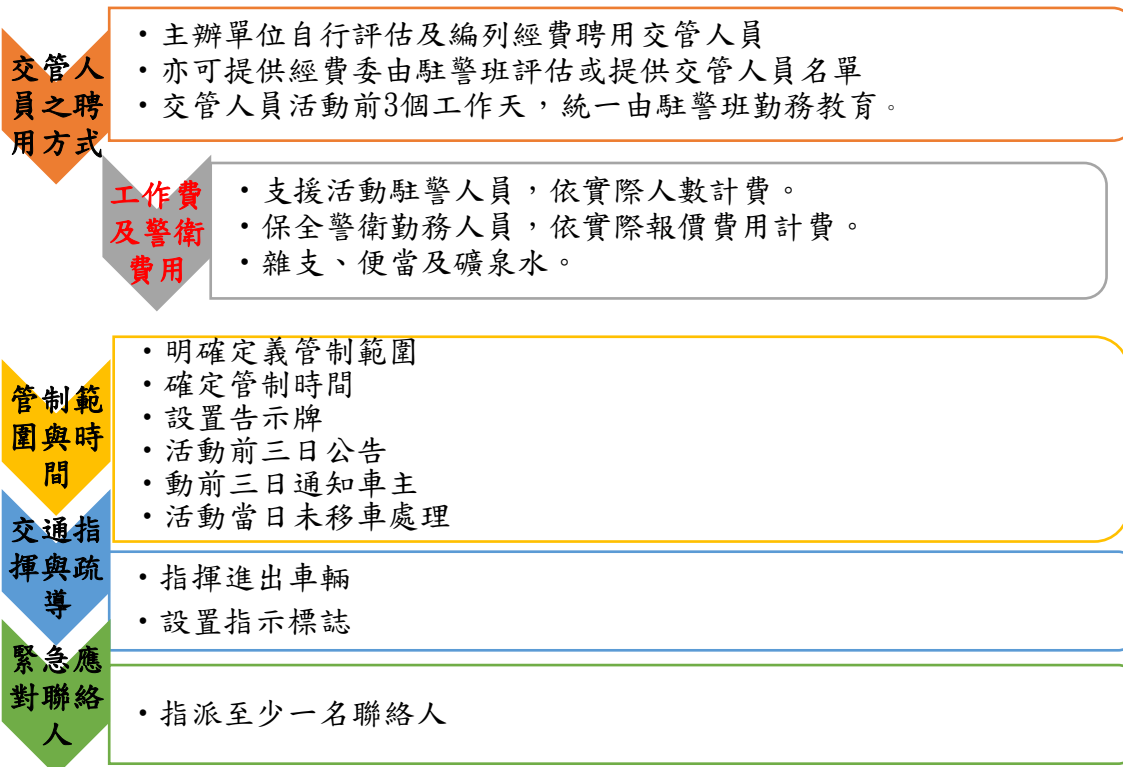 交管人
員之聘
用方式
・主辦單位自行評估及編列經費聘用交管人員
・亦可提供經費委由駐警班評估或提供交管人員名單
・交管人員活動前3個工作天，統一由駐警班勤務教育。
工作費
及警衛
費用
・支援活動駐警人員，依實際人數計費。
・保全警衛勤務人員，依實際報價費用計費。
・雜支、便當及礦泉水。
管制範
圍與時
間
・明確定義管制範圍
・確定管制時間
・設置告示牌
・活動前三日公告
・動前三日通知車主
・活動當日未移車處理
交通指
揮與疏
導
・指揮進出車輛
・設置指示標誌
緊急應
對聯絡
人
・指派至少一名聯絡人